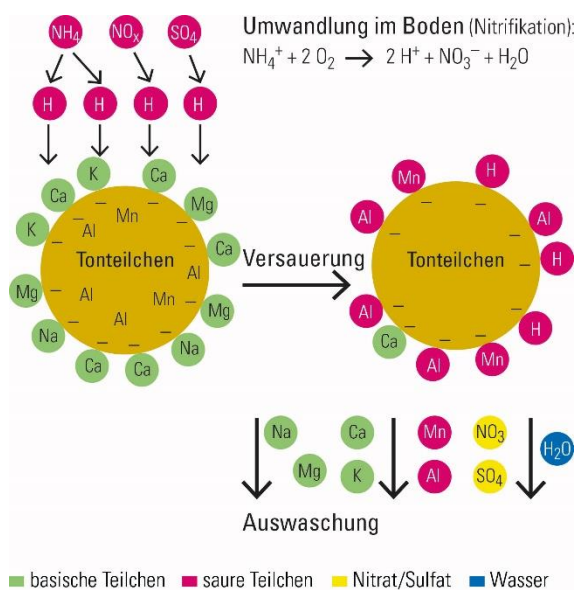 NH₄ NOₓ SO₄
Umwandlung im Boden (Nitrifikation):
NH₄⁺ + 2 O₂ → 2 H⁺ + NO₃⁻ + H₂O
H H H H
K Ca
Ca Mg
K Ca
Mg Mg
Na Na
Ca Ca
Mn
Al
Tonteilchen Al
Al Mn
Al
Versauerung
H
Mn
Al Al
Tonteilchen H
Al
Ca H
Al Mn
Na Ca Mn NO₃
H₂O
Mg K Al SO₄
Auswaschung
basische Teilchen saure Teilchen Nitrat/Sulfat Wasser